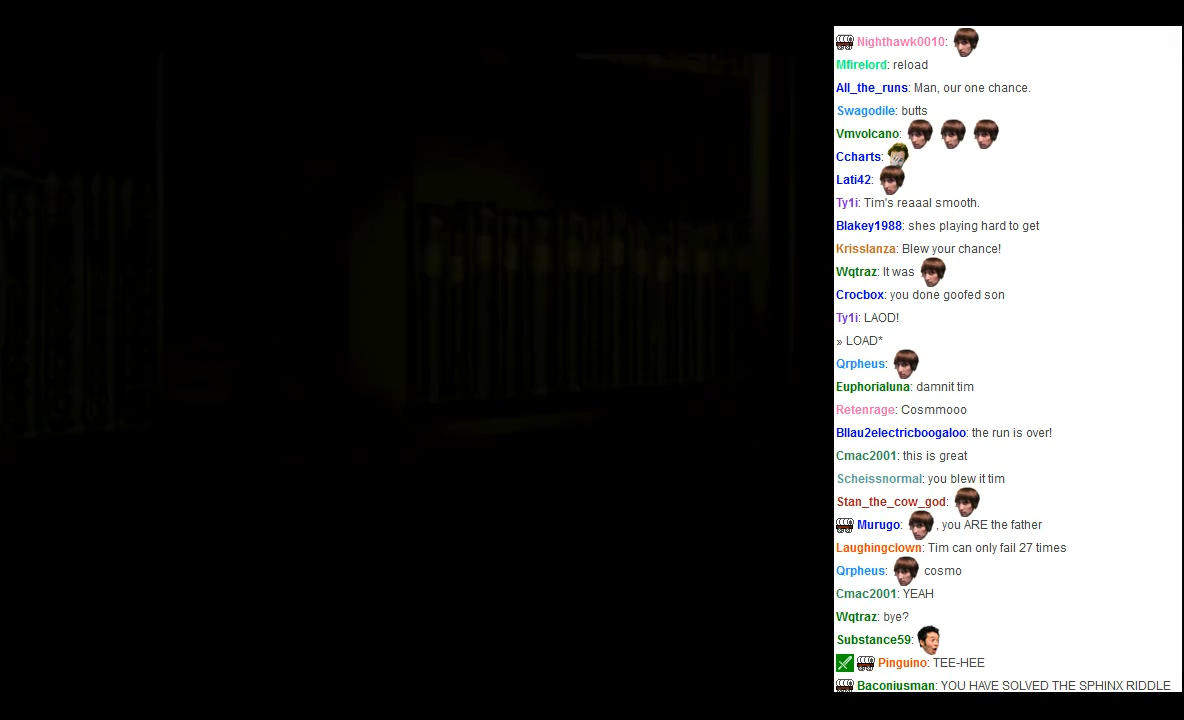 Nighthawk0010:
Mfirelord: reload
All_the_runs: Man, our one chance.
Swagodile: butts
Vmvolcano:
Ccharts:
Lati42:
Ty1i: Tim's reaaal smooth.
Blakey1988: shes playing hard to get
Krisslanza: Blew your chance!
Wqtraz: It was
Crocbox: you done goofed son
Ty1i: LAOD!
» LOAD*
Qrpheus:
Euphorialuna: damnit tim
Retenrage: Cosmmooo
Bllau2electricboogaloo: the run is over!
Cmac2001: this is great
Scheissnormal: you blew it tim
Stan_the_cow_god:
Murugo: , you ARE the father
Laughingclown: Tim can only fail 27 times
Qrpheus: cosmo
Cmac2001: YEAH
Wqtraz: bye?
Substance59:
Pinguino: TEE-HEE
Baconiusman: YOU HAVE SOLVED THE SPHINX RIDDLE